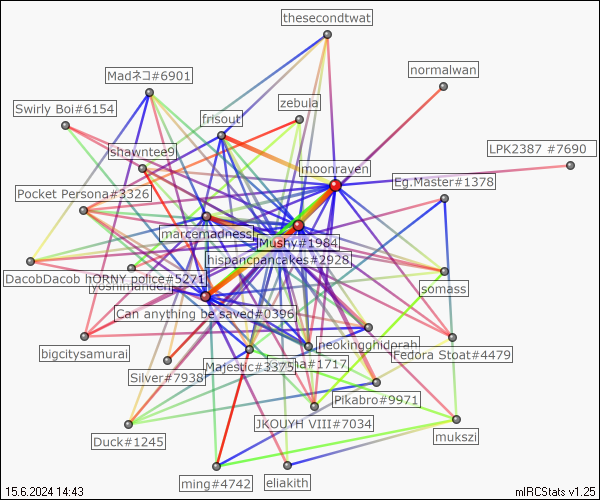 thesecondtwat
normalwan
Madネコ#6901
zebula
Swirly Boi#6154
frisout
LPK2387 #7690
shawntee9
moonraven
Eg.Master#1378
Pocket Persona#3326
marcemadness
Mushy#1984
hispancpancakes#2928
DacobDacob hORNY police#5271
somass
Can anything be saved#0396
neokingghidorah
bigcitysamurai
Fedora Stoat#4479
Majestic#3375
#1717
Silver#7938
Pikabro#9971
JKOUYH VIII#7034
Duck#1245
mukszi
ming#4742
eliakith
15.6.2024 14:43
mIRCStats v1.25